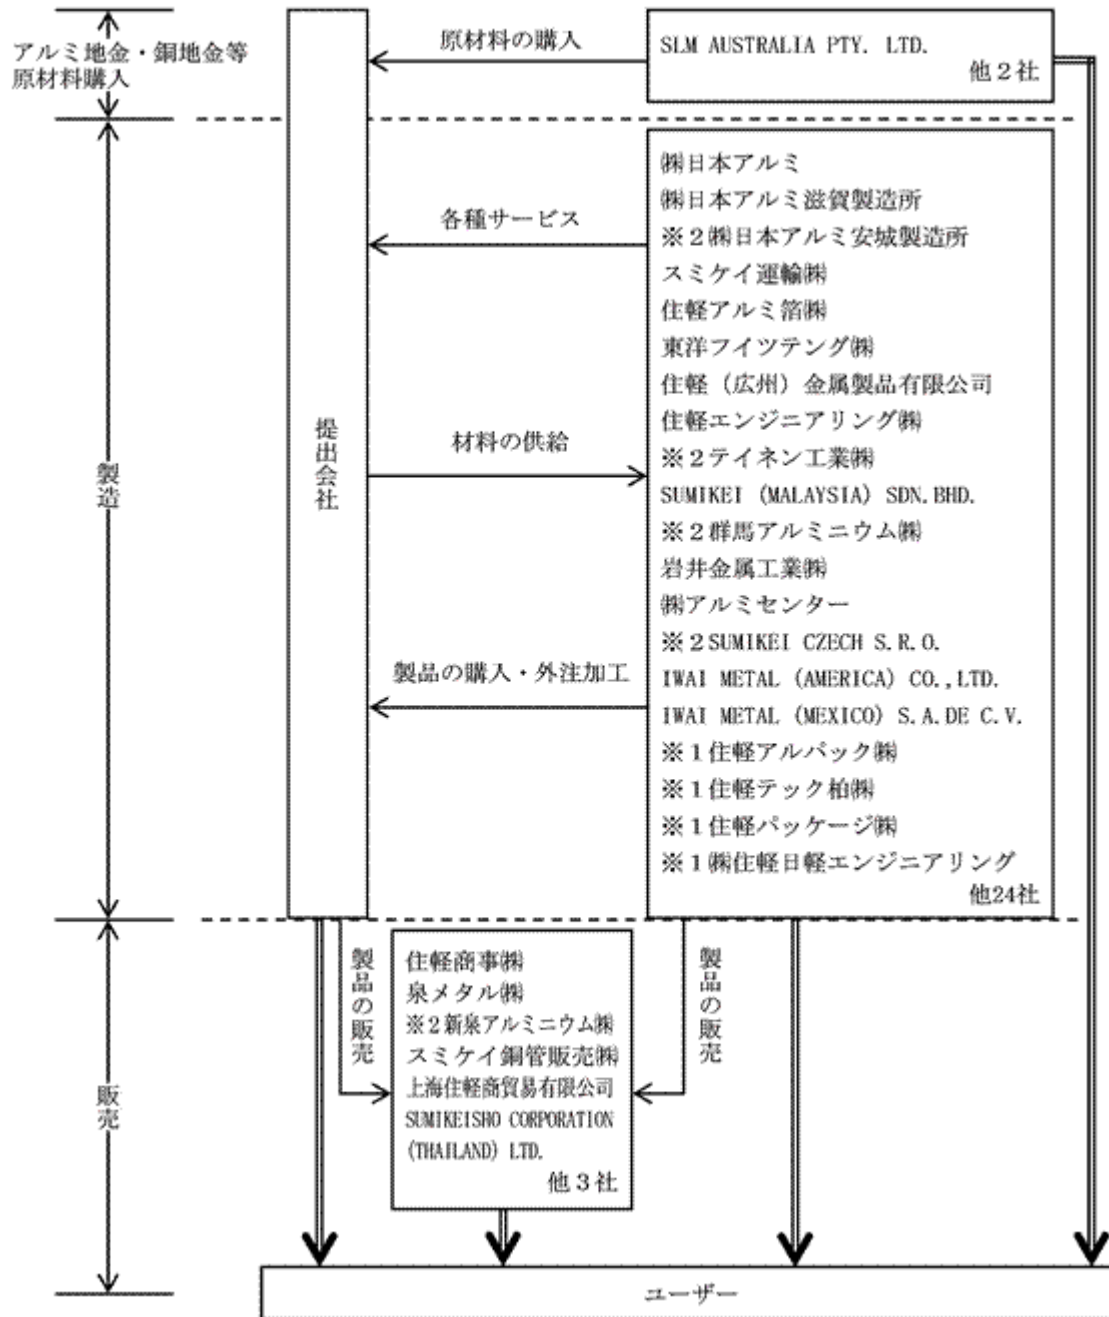 アルミ地金・銅地金等
原材料購入
原材料の購入
SLM AUSTRALIA PTY. LTD.
他２社
製造
提出会社
各種サービス
材料の供給
製品の購入・外注加工
㈱日本アルミ
㈱日本アルミ滋賀製造所
※２㈱日本アルミ安城製造所
スミケイ運輸㈱
住軽アルミ箔㈱
東洋フイツテング㈱
住軽（広州）金属製品有限公司
住軽エンジニアリング㈱
※２テイネン工業㈱
SUMIKEI (MALAYSIA) SDN.BHD.
※２群馬アルミニウム㈱
岩井金属工業㈱
㈱アルミセンター
※２SUMIKEI CZECH S.R.O.
IWAI METAL (AMERICA) CO.,LTD.
IWAI METAL (MEXICO) S.A.DE C.V.
※１住軽アルパック㈱
※１住軽テック柏㈱
※１住軽パッケージ㈱
※１㈱住軽日軽エンジニアリング
他24社
販売
製品の販売
住軽商事㈱
泉メタル㈱
※２新泉アルミニウム㈱
スミケイ銅管販売㈱
上海住軽商貿易有限公司
SUMIKEISHO CORPORATION
(THAILAND) LTD.
他３社
製品の販売
ユーザー